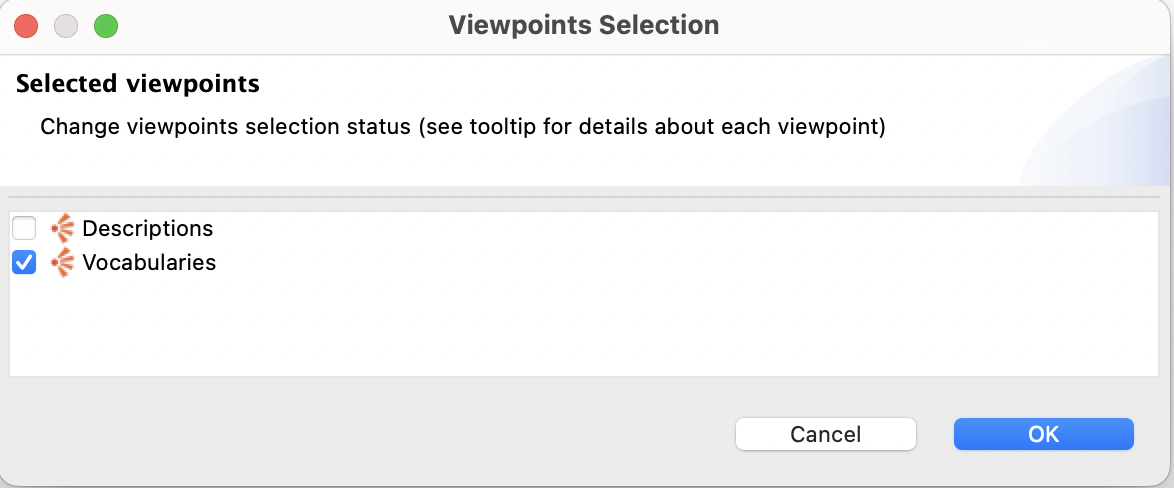 Viewpoints Selection
Selected viewpoints
Change viewpoints selection status (see tooltip for details about each viewpoint)
Descriptions
Vocabularies
Cancel OK